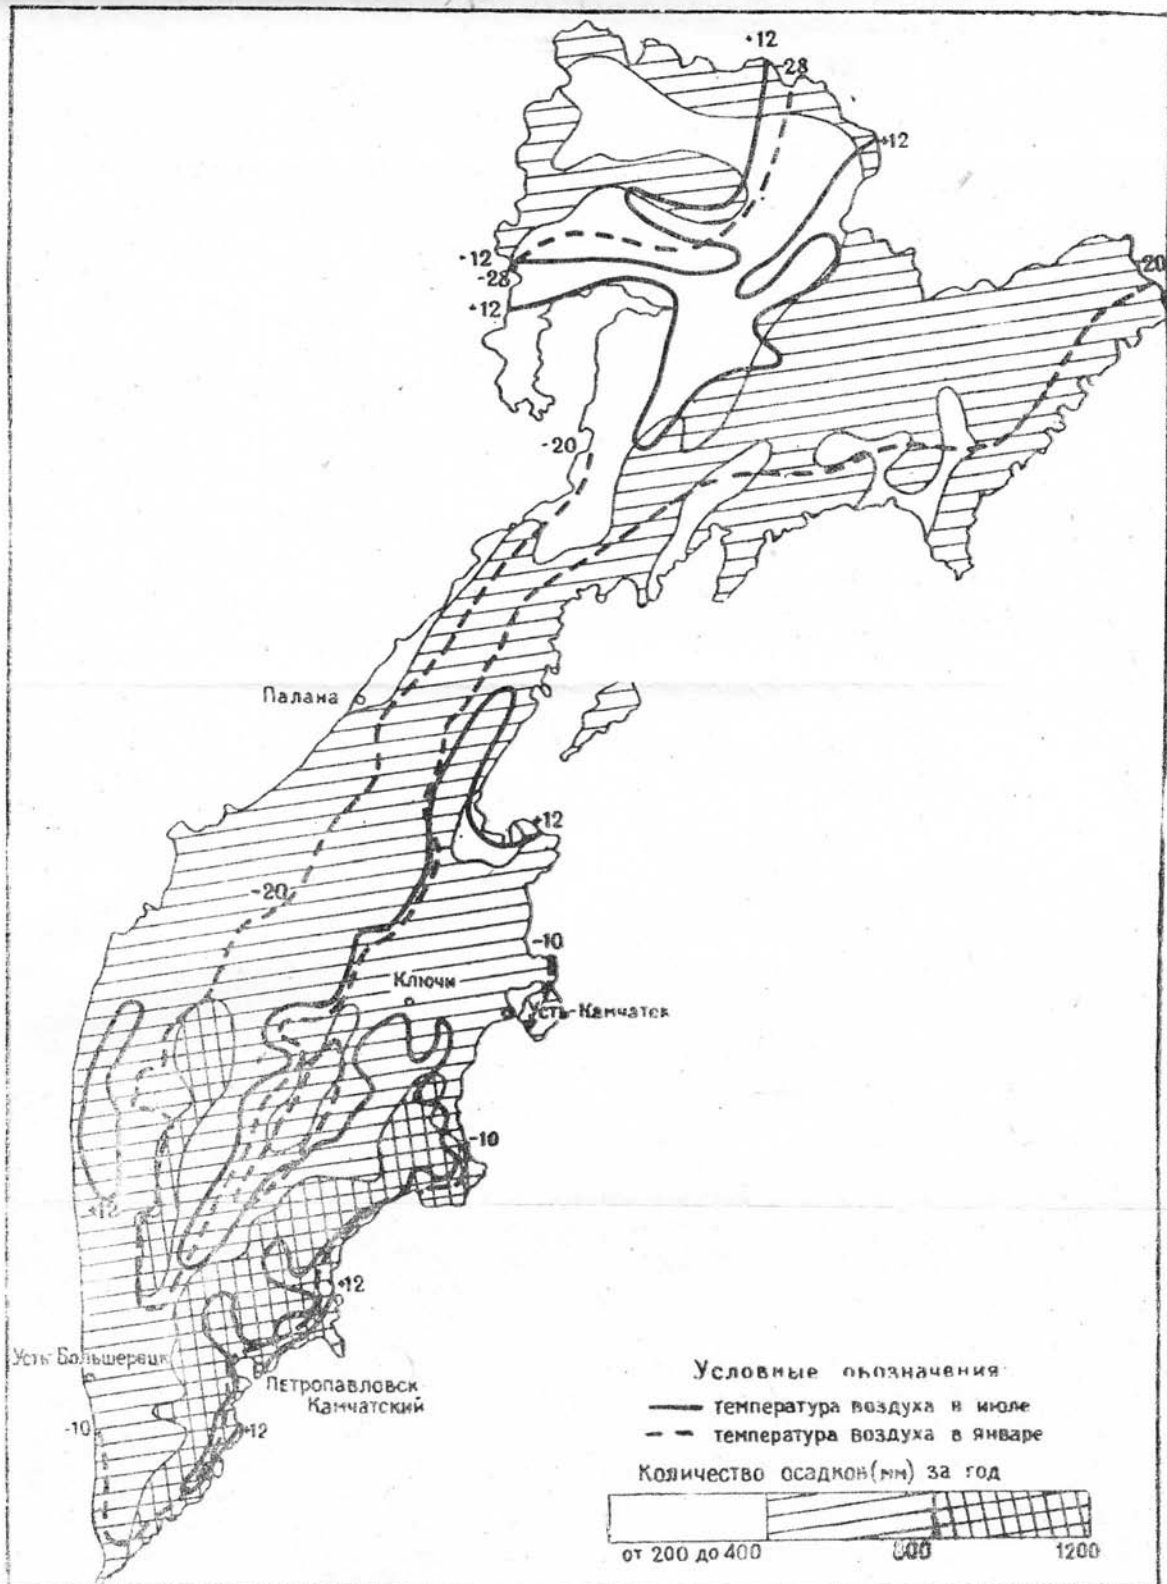 +12
-28
+12
+12
-28
+12
-20
-20
Палана
+12
-20
-10
Ключи
Усть-Камчатск
-10
+12
+12
Усть-Большерецк
Петропавловск
Камчатский
-10
+12
Условные обозначения
температура воздуха в июле
температура воздуха в январе
Количество осадков (мм) за год
от 200 до 400
800
1200